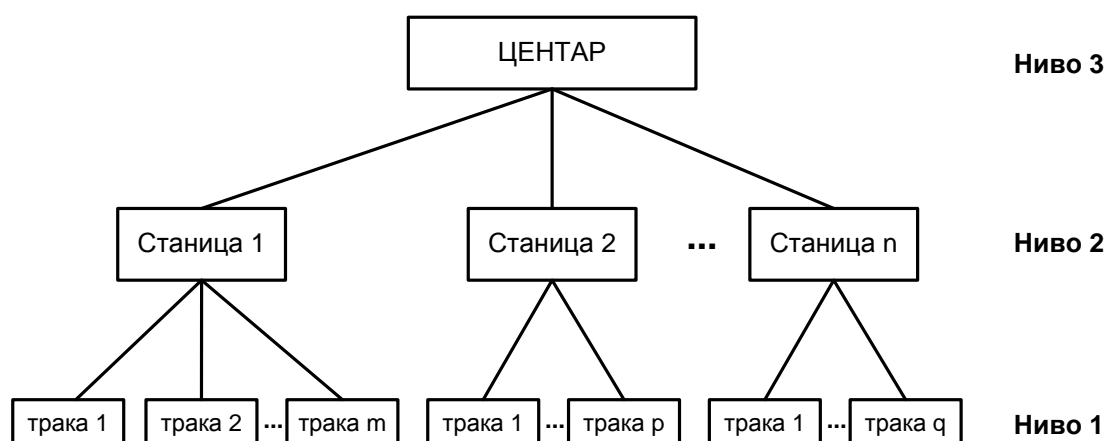 ЦЕНТАР
Ниво 3
Станица 1
Станица 2
...
Станица n
Ниво 2
трака 1
трака 2
...
трака m
трака 1
...
трака p
трака 1
...
трака q
Ниво 1